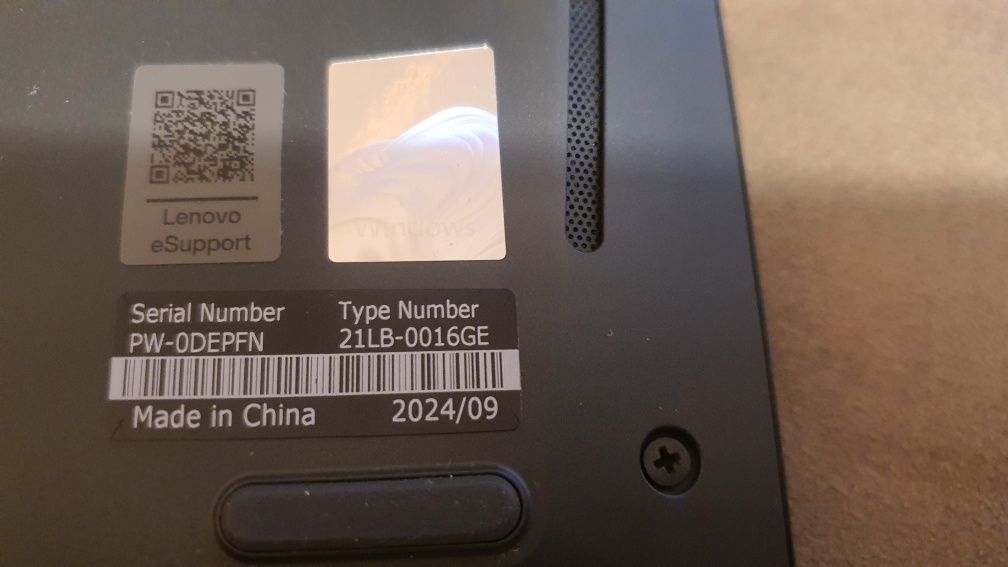 Lenovo
eSupport
Windows
Serial Number Type Number
PW-0DEPFN 21LB-0016GE
Made in China 2024/09